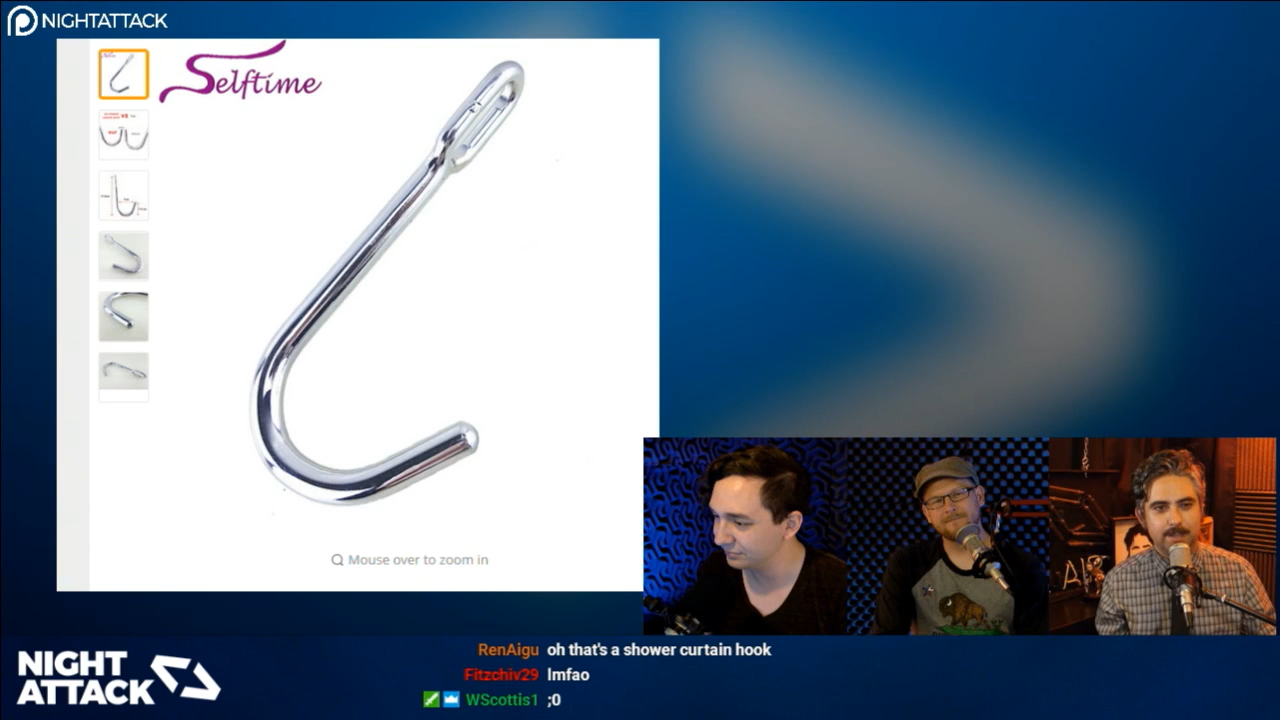 NIGHTATTACK
Selftime
Mouse over to zoom in
RenAigu oh that's a shower curtain hook
Fitzchiv29 lmfao
WScottis1 ;0
NIGHT
ATTACK